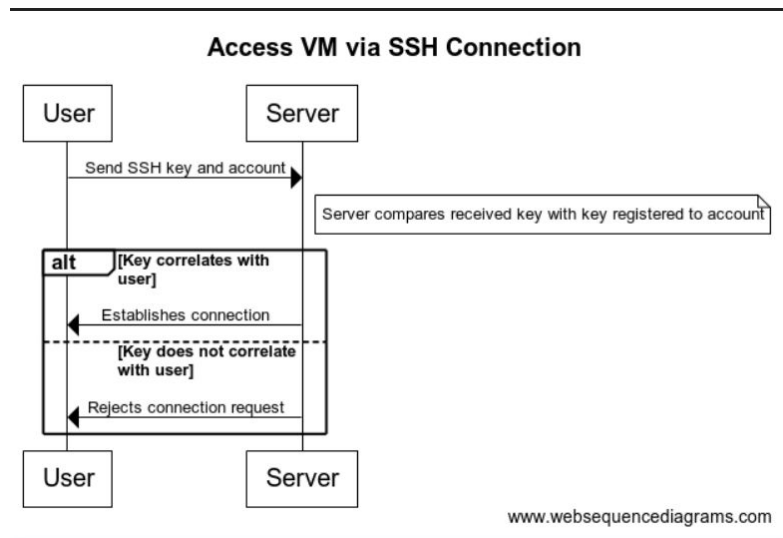 Access VM via SSH Connection
User
Server
Send SSH key and account
Server compares received key with key registered to account
alt
[Key correlates with
user]
Establishes connection
[Key does not correlate
with user]
Rejects connection request
User
Server
www.websequencediagrams.com